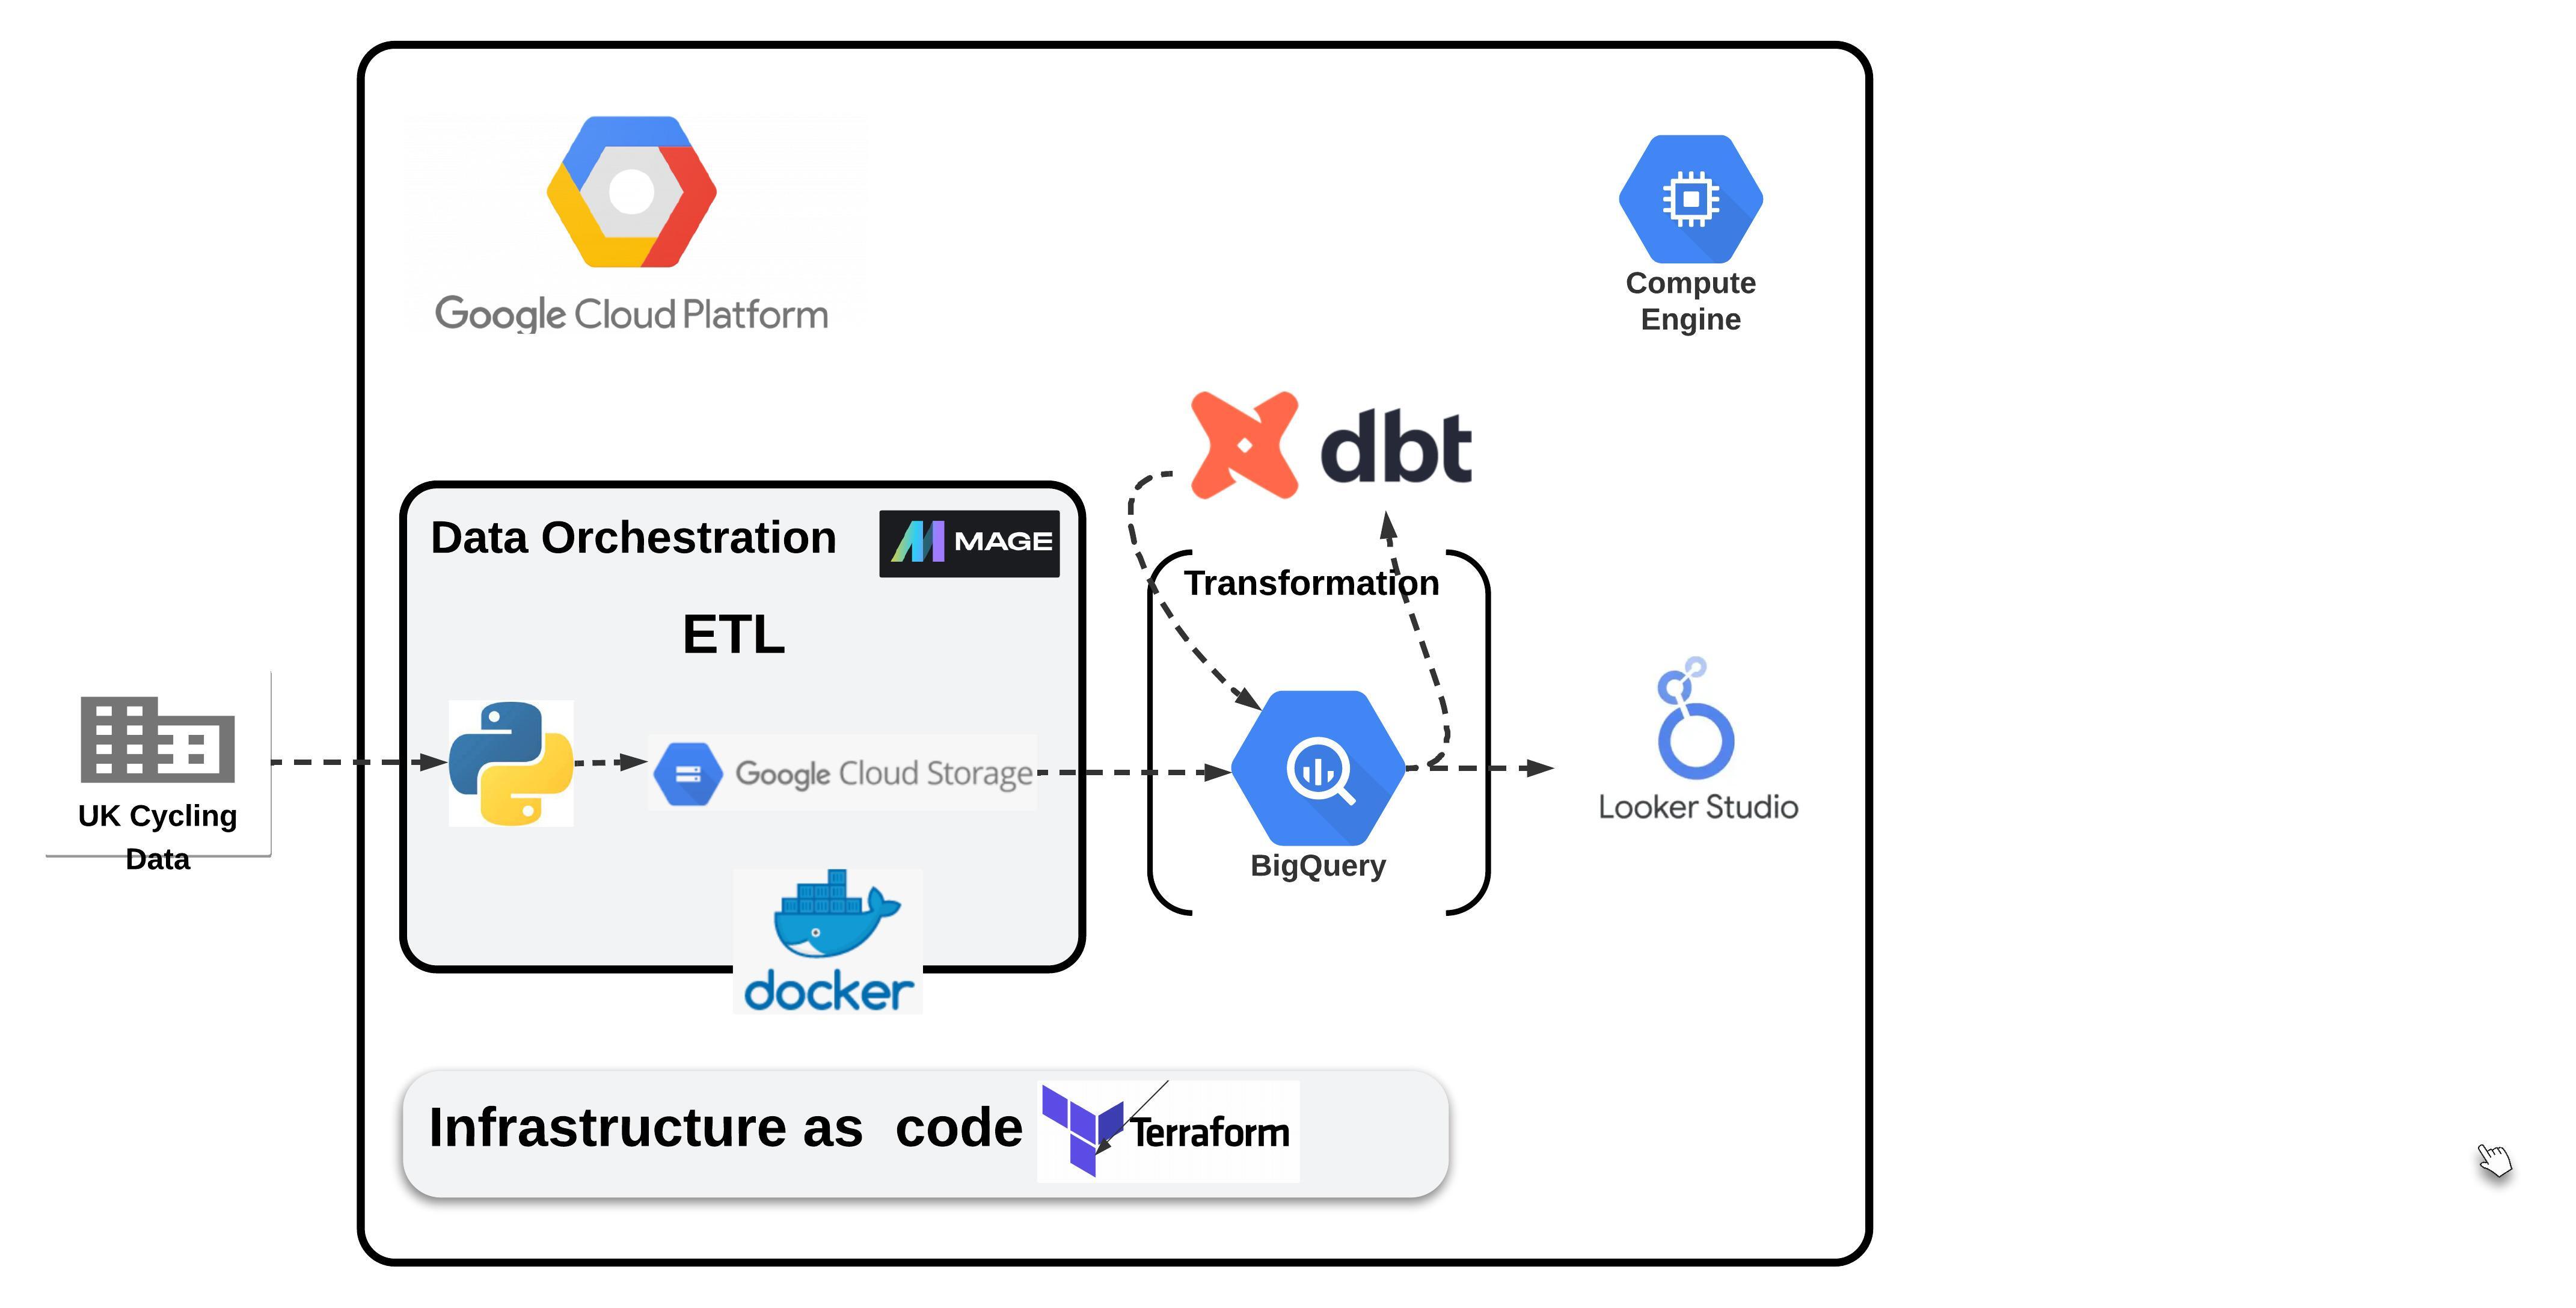 Google Cloud Platform
Compute
Engine
dbt
Data Orchestration
MAGE
ETL
Transformation
UK Cycling
Data
Google Cloud Storage
BigQuery
Looker Studio
docker
Infrastructure as  code
Terraform